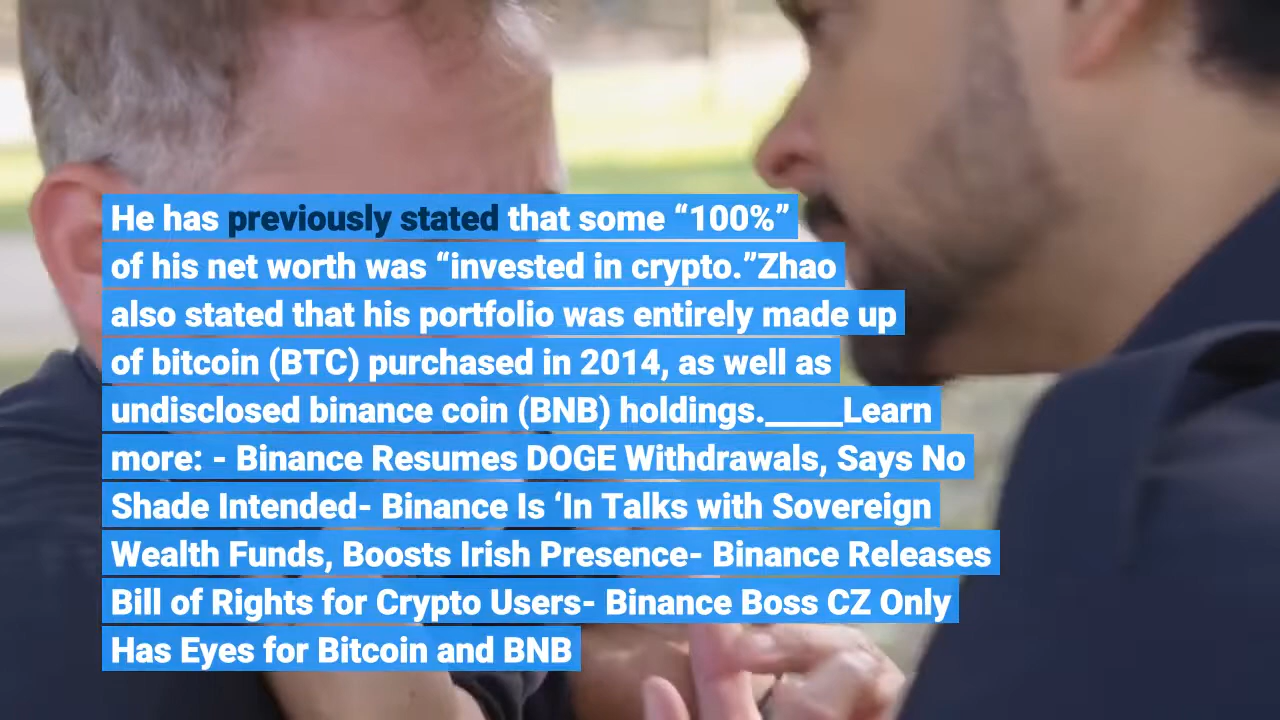 He has previously stated that some “100%”
of his net worth was “invested in crypto.”Zhao
also stated that his portfolio was entirely made up
of bitcoin (BTC) purchased in 2014, as well as
undisclosed binance coin (BNB) holdings._____Learn
more: - Binance Resumes DOGE Withdrawals, Says No
Shade Intended- Binance Is ‘In Talks with Sovereign
Wealth Funds, Boosts Irish Presence- Binance Releases
Bill of Rights for Crypto Users- Binance Boss CZ Only
Has Eyes for Bitcoin and BNB